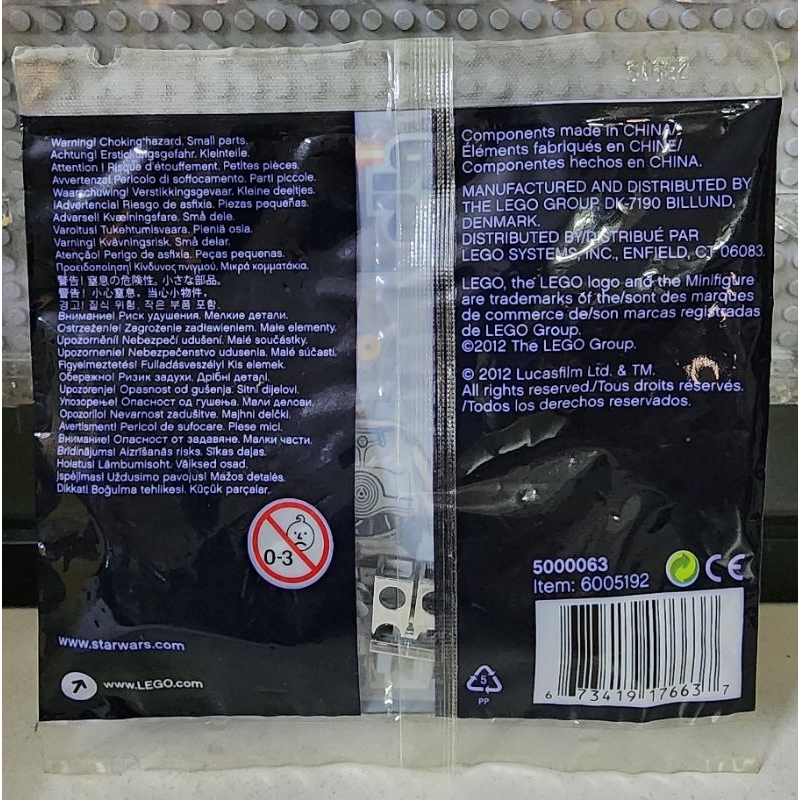 Warning! Choking hazard. Small parts.
Achtung! Erstickungsgefahr. Kleinteile.
Attention ! Risque d'étouffement. Petites pièces.
Avvertenza! Pericolo di soffocamento. Parti piccole.
Waarschuwing! Verstikkingsgevaar. Kleine deeltjes.
¡Advertencia! Riesgo de asfixia. Piezas pequeñas.
Advarsel! Kvælningsfare. Små dele.
Varoitus! Tukehtumisvaara. Pieniä osia.
Varning! Kvävningsrisk. Små delar.
Atenção! Perigo de asfixia. Peças pequenas.
Προειδοποίηση! Κίνδυνος πνιγμού. Μικρά κομματάκια.
警告! 窒息の危険性。小さな部品。
警告! 小心窒息。当心小物件。
경고! 질식 위험. 작은 부품 포함.
Внимание! Риск удушения. Мелкие детали.
Ostrzeżenie! Zagrożenie zadławieniem. Małe elementy.
Upozornění! Nebezpečí udušení. Malé součástky.
Upozornenie! Nebezpečenstvo udusenia. Malé súčasti.
Figyelmeztetés! Fulladásveszély! Kis elemek.
Обережно! Ризик задухи. Дрібні деталі.
Upozorenje! Opasnost od gušenja. Sitni dijelovi.
Упозорење! Опасност од гушења. Мали делови.
Opozorilo! Nevarnost zadušitve. Majhni delčki.
Avertisment! Pericol de sufocare. Piese mici.
Внимание! Опасност от задавяне. Малки части.
Brīdinājums! Aizrīšanās risks. Sīkas daļas.
Hoiatus! Lämbumisoht. Väiksed osad.
Įspėjimas! Uždusimo pavojus! Mažos detalės.
Dikkat! Boğulma tehlikesi. Küçük parçalar.
0-3
www.starwars.com
www.LEGO.com
Components made in CHINA/
Éléments fabriqués en CHINE/
Componentes hechos en CHINA.
MANUFACTURED AND DISTRIBUTED BY
THE LEGO GROUP, DK-7190 BILLUND,
DENMARK.
DISTRIBUTED BY/DISTRIBUÉ PAR
LEGO SYSTEMS, INC., ENFIELD, CT 06083.
LEGO, the LEGO logo and the Minifigure
are trademarks of the/sont des marques
de commerce de/son marcas registradas
de LEGO Group.
©2012 The LEGO Group.
© 2012 Lucasfilm Ltd. & TM.
All rights reserved./Tous droits réservés.
/Todos los derechos reservados.
5000063
Item: 6005192
CE
6 73419 17663 7
5
PP